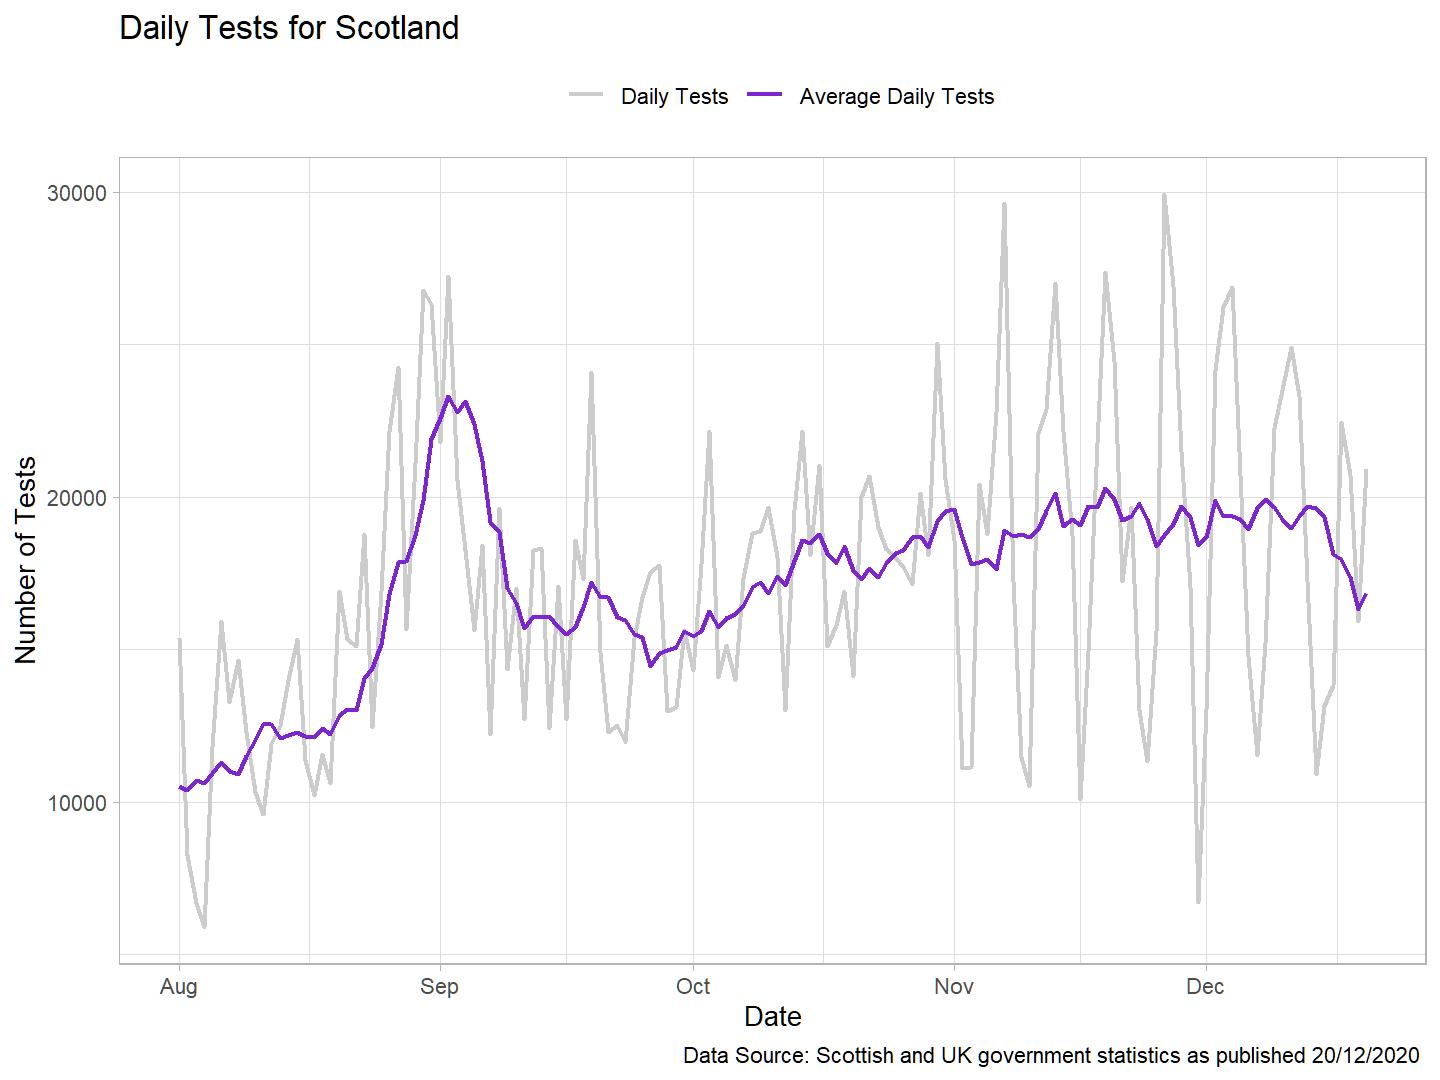 Daily Tests for Scotland
Daily Tests Average Daily Tests
30000
20000
10000
Number of Tests
Aug Sep Oct Nov Dec
Date
Data Source: Scottish and UK government statistics as published 20/12/2020